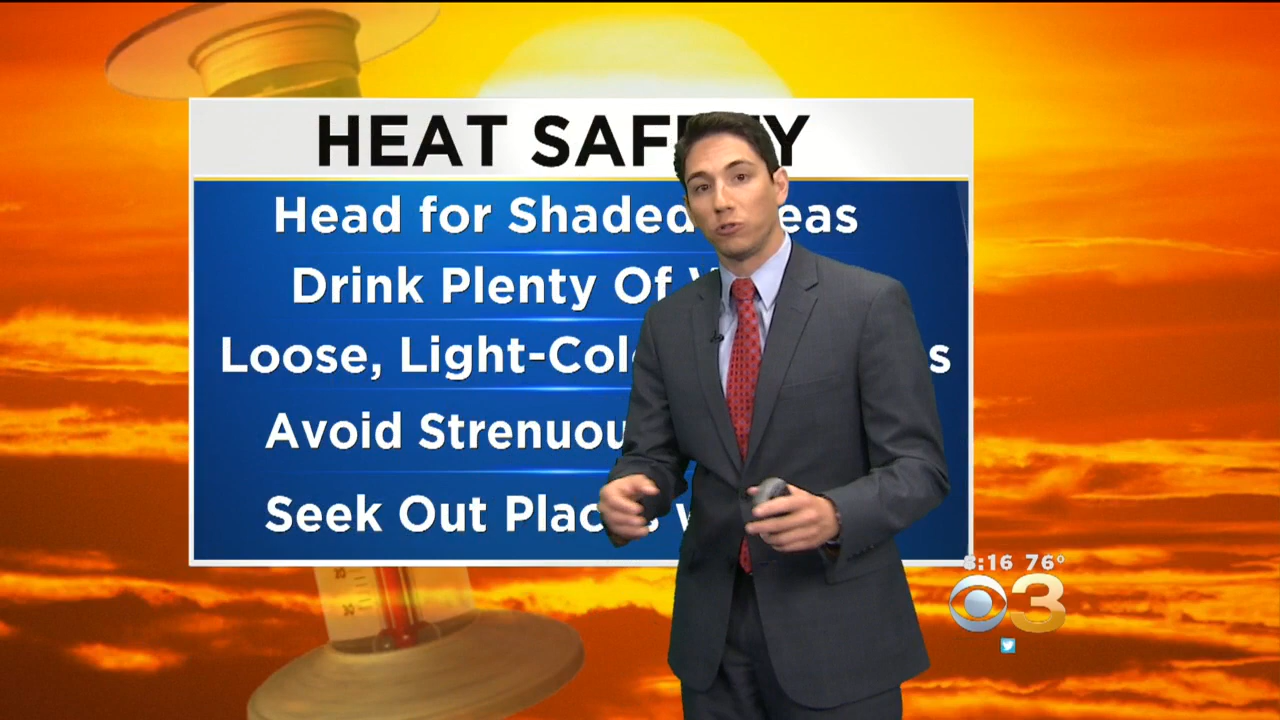 HEAT SAF Y
Head for Shaded eas
Drink Plenty Of
Loose, Light-Col s
Avoid Strenuou
Seek Out Plac s w
8:16 76°
3